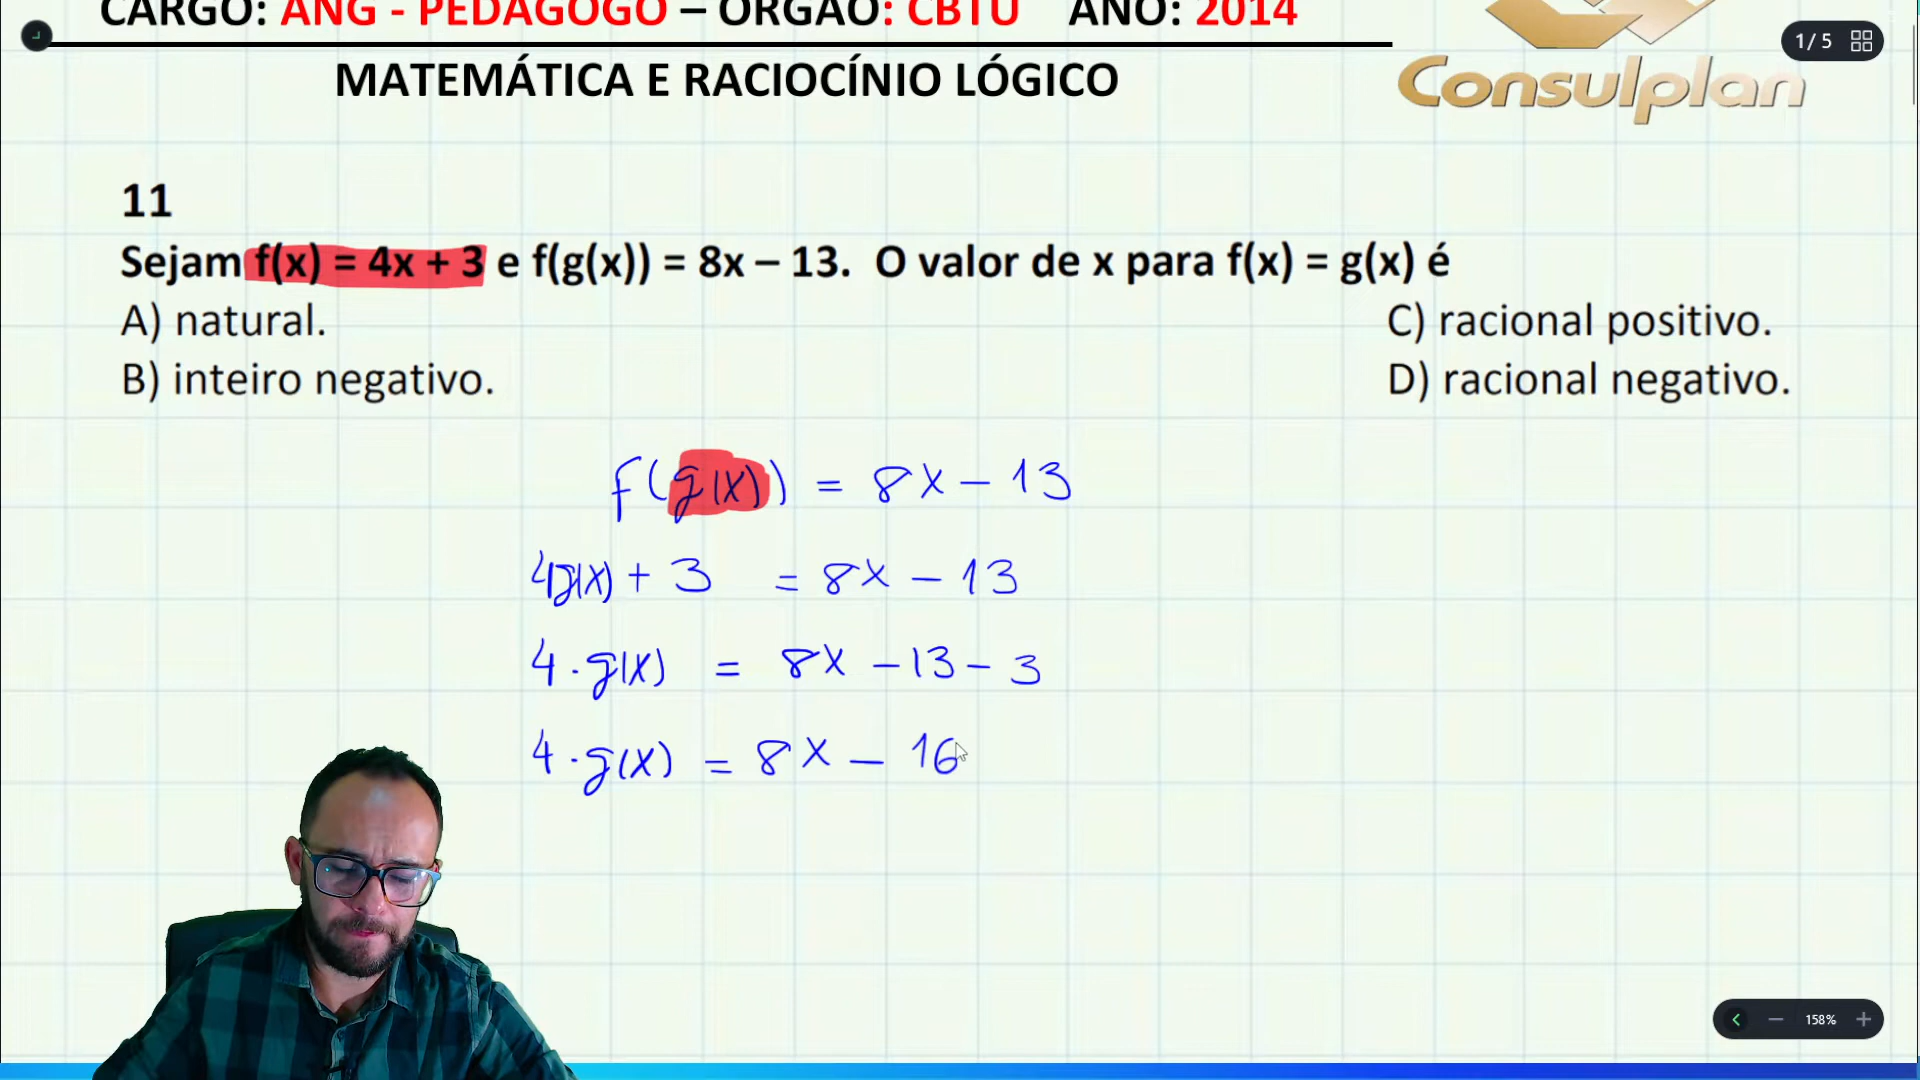 CARGO: ANG - PEDAGOGO – ÓRGÃO: CBTU ANO: 2014
1/5
MATEMÁTICA E RACIOCÍNIO LÓGICO
Consulplan
11
Sejam f(x) = 4x + 3 e f(g(x)) = 8x – 13. O valor de x para f(x) = g(x) é
A) natural.
C) racional positivo.
B) inteiro negativo.
D) racional negativo.
f(g(x)) = 8x - 13
4g(x) + 3 = 8x - 13
4 · g(x) = 8x - 13 - 3
4 · g(x) = 8x - 16
158%